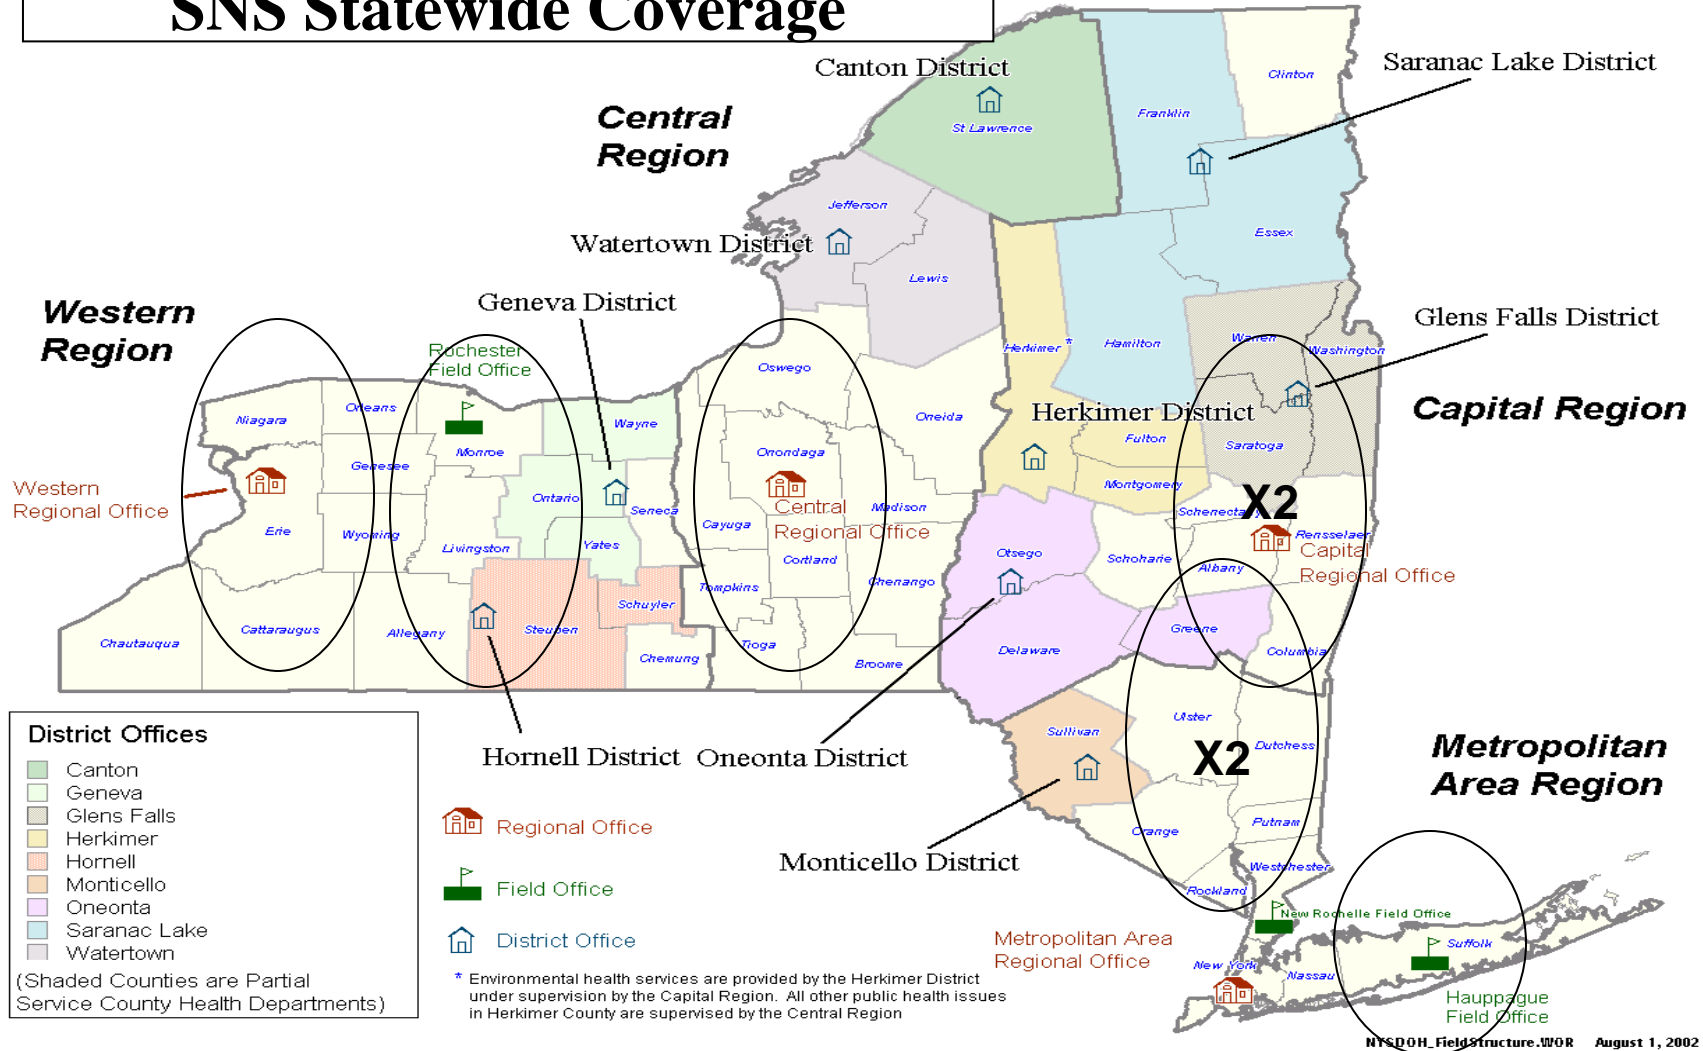 SNS Statewide Coverage
Canton District
Saranac Lake District
Central
Region
Clinton
Franklin
St Lawrence
Jefferson
Watertown District
Essex
Lewis
Geneva District
Western
Region
Glens Falls District
Rochester
Field Office
Herkimer *
Hamilton
Warren
Washington
Oswego
Capital Region
Herkimer District
Niagara
Orleans
Wayne
Oneida
Fulton
Saratoga
Monroe
Genesee
Onondaga
Montgomery
Western
Regional Office
Ontario
Seneca
Central
Regional Office
Madison
Schenectady
X2
Rensselaer
Capital
Regional Office
Erie
Wyoming
Livingston
Yates
Cayuga
Cortland
Otsego
Schoharie
Albany
Tompkins
Chenango
Schuyler
Chautauqua
Cattaraugus
Allegany
Steuben
Chemung
Tioga
Broome
Delaware
Greene
Columbia
Sullivan
Ulster
Dutchess
X2
Hornell District
Oneonta District
Metropolitan
Area Region
District Offices
Canton
Geneva
Glens Falls
Herkimer
Hornell
Monticello
Oneonta
Saranac Lake
Watertown
(Shaded Counties are Partial
Service County Health Departments)
Regional Office
Field Office
District Office
Monticello District
Orange
Putnam
Westchester
Rockland
New Rochelle Field Office
Metropolitan Area
Regional Office
New York
Nassau
Suffolk
Hauppague
Field Office
* Environmental health services are provided by the Herkimer District
under supervision by the Capital Region. All other public health issues
in Herkimer County are supervised by the Central Region
NYSDOH_FieldStructure.WOR August 1, 2002